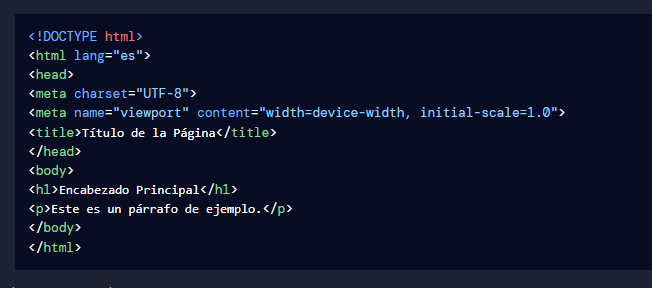 <!DOCTYPE html>
<html lang="es">
<head>
<meta charset="UTF-8">
<meta name="viewport" content="width=device-width, initial-scale=1.0">
<title>Título de la Página</title>
</head>
<body>
<h1>Encabezado Principal</h1>
<p>Este es un párrafo de ejemplo.</p>
</body>
</html>